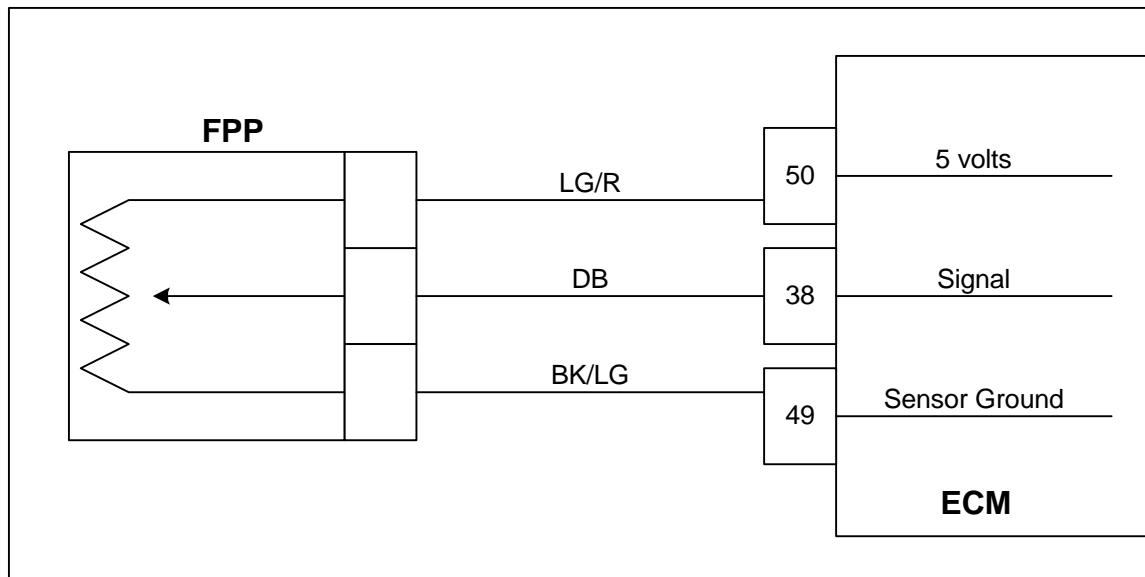 FPP
LG/R
50
5 volts
DB
38
Signal
BK/LG
49
Sensor Ground
ECM